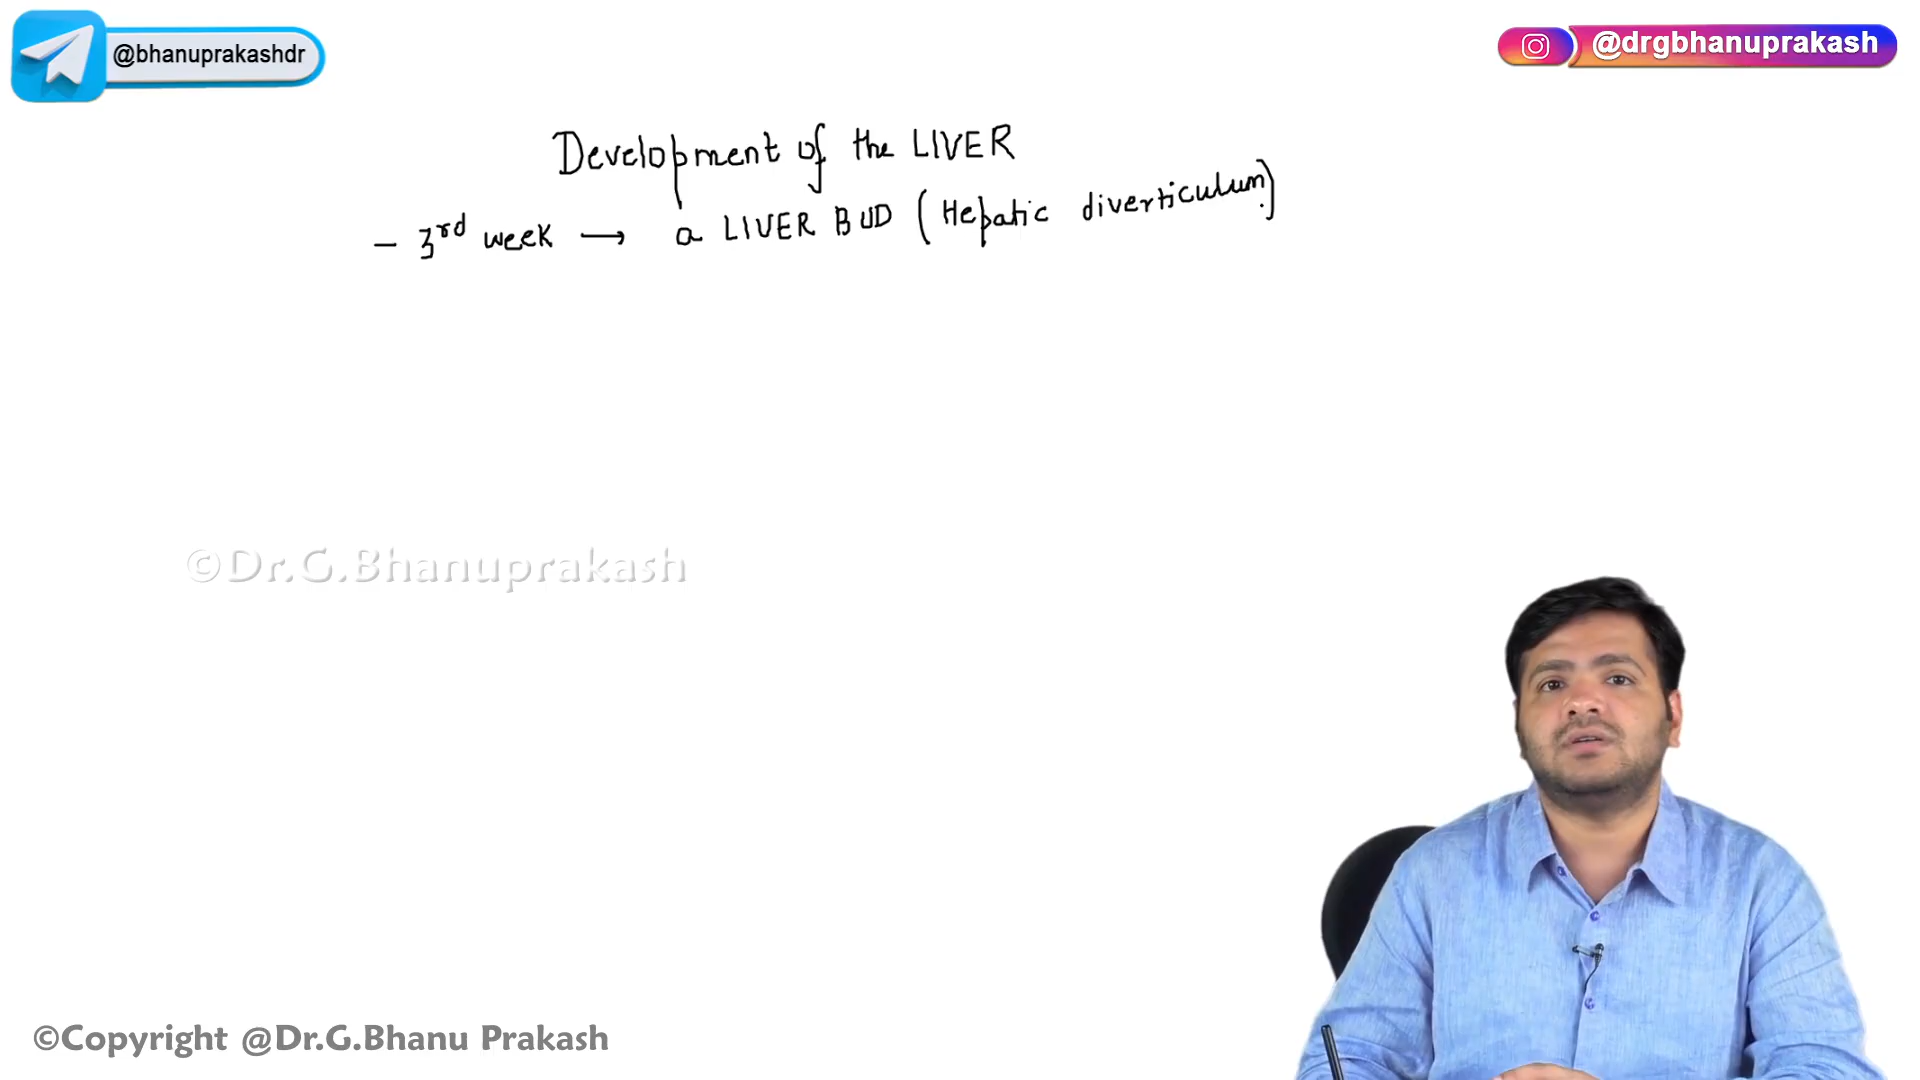 @bhanuprakashdr
@drgbhanuprakash
Development of the LIVER
– 3rd week → a LIVER BUD (Hepatic diverticulum)
©Dr.G.Bhanuprakash
©Copyright @Dr.G.Bhanu Prakash